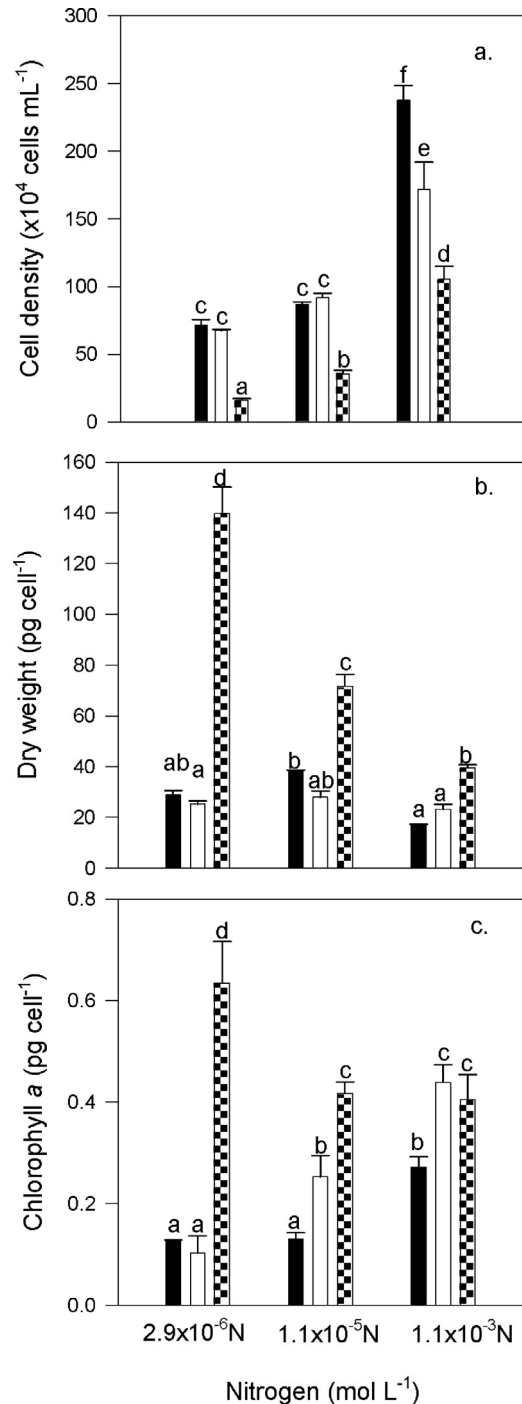 300
a.
f
250
200
e
150
d
100
c c
c c
50
b
a
0
Cell density (x10⁴ cells mL⁻¹)
160
b.
d
140
120
100
80
c
60
40
ab a
b ab
a a b
20
0
Dry weight (pg cell⁻¹)
0.8
c.
d
0.6
c
c c
0.4
b
b
0.2
a a
a
0.0
Chlorophyll a (pg cell⁻¹)
2.9x10⁻⁶N 1.1x10⁻⁵N 1.1x10⁻³N
Nitrogen (mol L⁻¹)